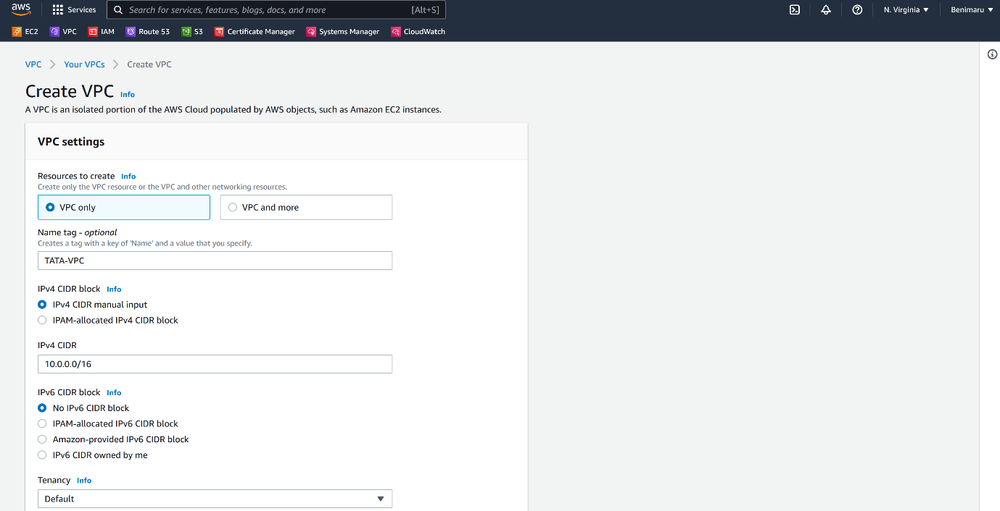 aws Services Search for services, features, blogs, docs, and more [Alt+S] N. Virginia Benimaru
EC2 VPC IAM Route 53 S3 Certificate Manager Systems Manager CloudWatch
VPC Your VPCs Create VPC
Create VPC Info
A VPC is an isolated portion of the AWS Cloud populated by AWS objects, such as Amazon EC2 instances.
VPC settings
Resources to create Info
Create only the VPC resource or the VPC and other networking resources.
VPC only VPC and more
Name tag - optional
Creates a tag with a key of 'Name' and a value that you specify.
TATA-VPC
IPv4 CIDR block Info
IPv4 CIDR manual input
IPAM-allocated IPv4 CIDR block
IPv4 CIDR
10.0.0.0/16
IPv6 CIDR block Info
No IPv6 CIDR block
IPAM-allocated IPv6 CIDR block
Amazon-provided IPv6 CIDR block
IPv6 CIDR owned by me
Tenancy Info
Default